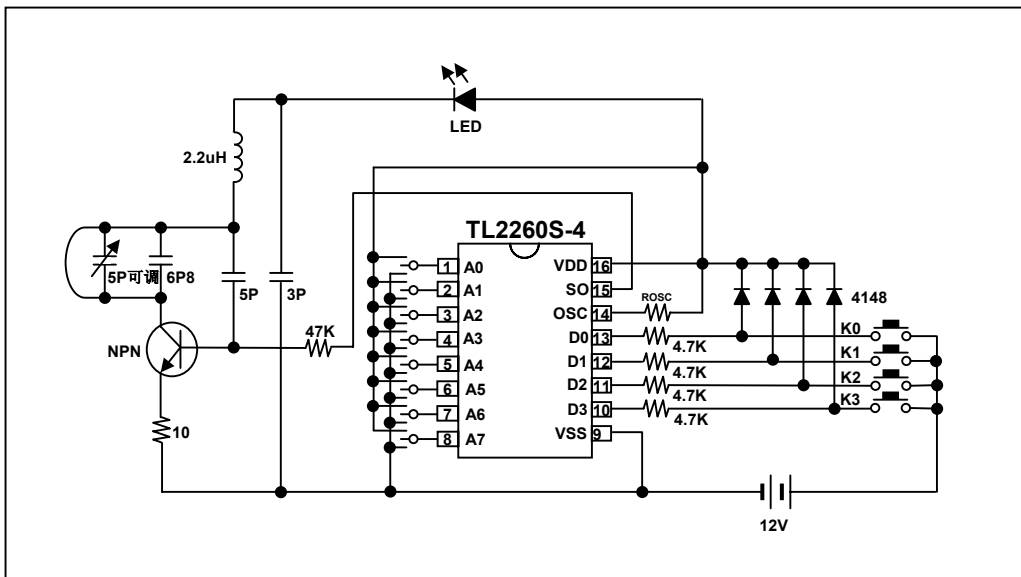 LED
2.2uH
TL2260S-4
5P可调
6P8
5P
3P
NPN
47K
10
1 A0
2 A1
3 A2
4 A3
5 A4
6 A5
7 A6
8 A7
VDD 16
SO 15
OSC 14
D0 13
D1 12
D2 11
D3 10
VSS 9
ROSC
4.7K
4.7K
4.7K
4.7K
4148
K0
K1
K2
K3
12V